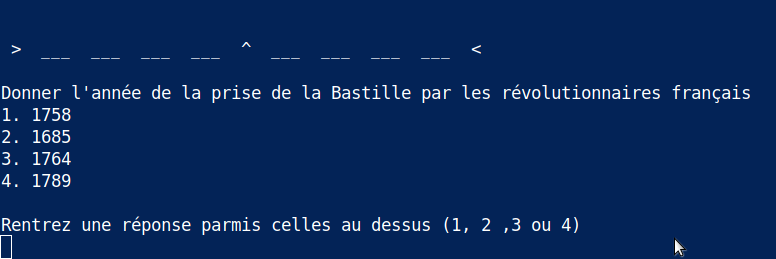 > ___ ___ ___ ___ ^ ___ ___ ___ ___ <
Donner l'année de la prise de la Bastille par les révolutionnaires français
1. 1758
2. 1685
3. 1764
4. 1789
Rentrez une réponse parmis celles au dessus (1, 2 ,3 ou 4)